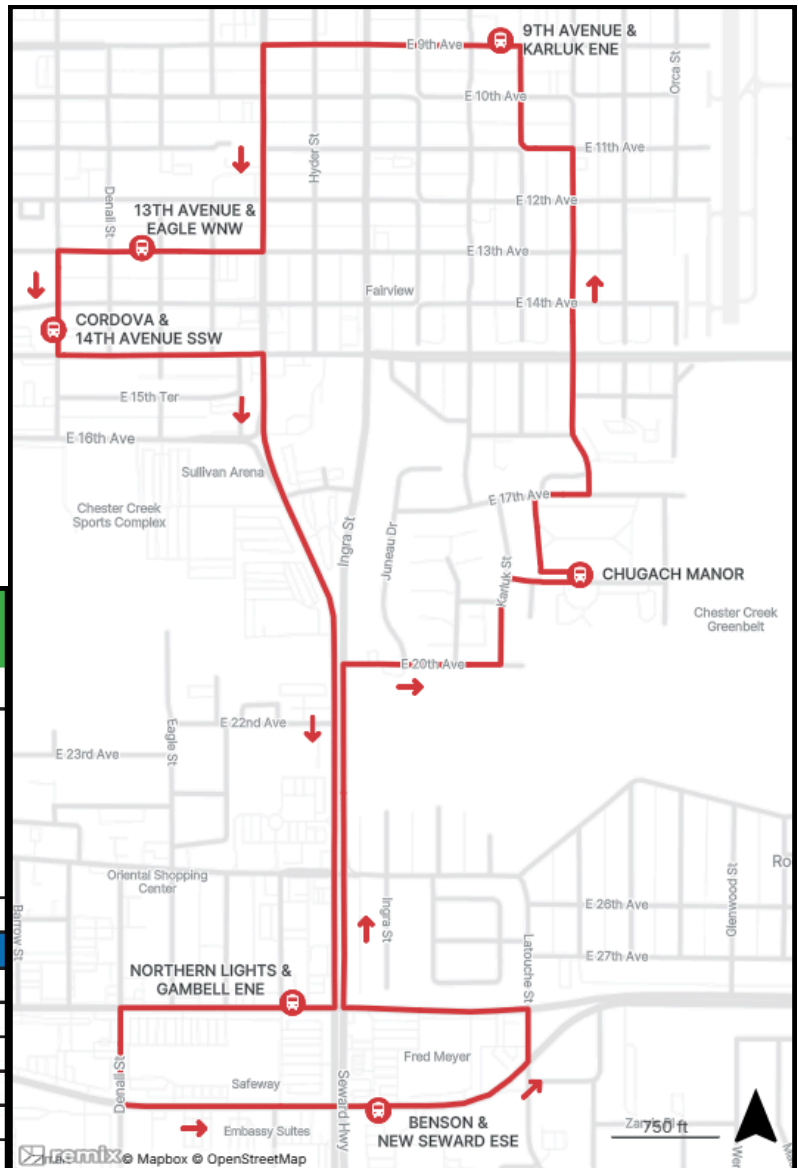 9TH AVENUE &
KARLUK ENE
E 9th Ave
Orca St
E 10th Ave
Hyder St
E 11th Ave
Denali St
E 12th Ave
13TH AVENUE &
EAGLE WNW
E 13th Ave
Fairview
E 14th Ave
CORDOVA &
14TH AVENUE SSW
E 15th Ter
E 16th Ave
Sullivan Arena
Chester Creek
Sports Complex
E 17th Ave
Ingra St
Juneau Dr
Karluk St
CHUGACH MANOR
Chester Creek
Greenbelt
E 20th Ave
E 22nd Ave
Eagle St
E 23rd Ave
Oriental Shopping
Center
Ro
Glenwood St
Ingra St
E 26th Ave
Barrow St
Latouche St
E 27th Ave
NORTHERN LIGHTS &
GAMBELL ENE
Fred Meyer
Denali St
Safeway
Seward Hwy
BENSON &
NEW SEWARD ESE
Embassy Suites
750 ft
remix
© Mapbox © OpenStreetMap